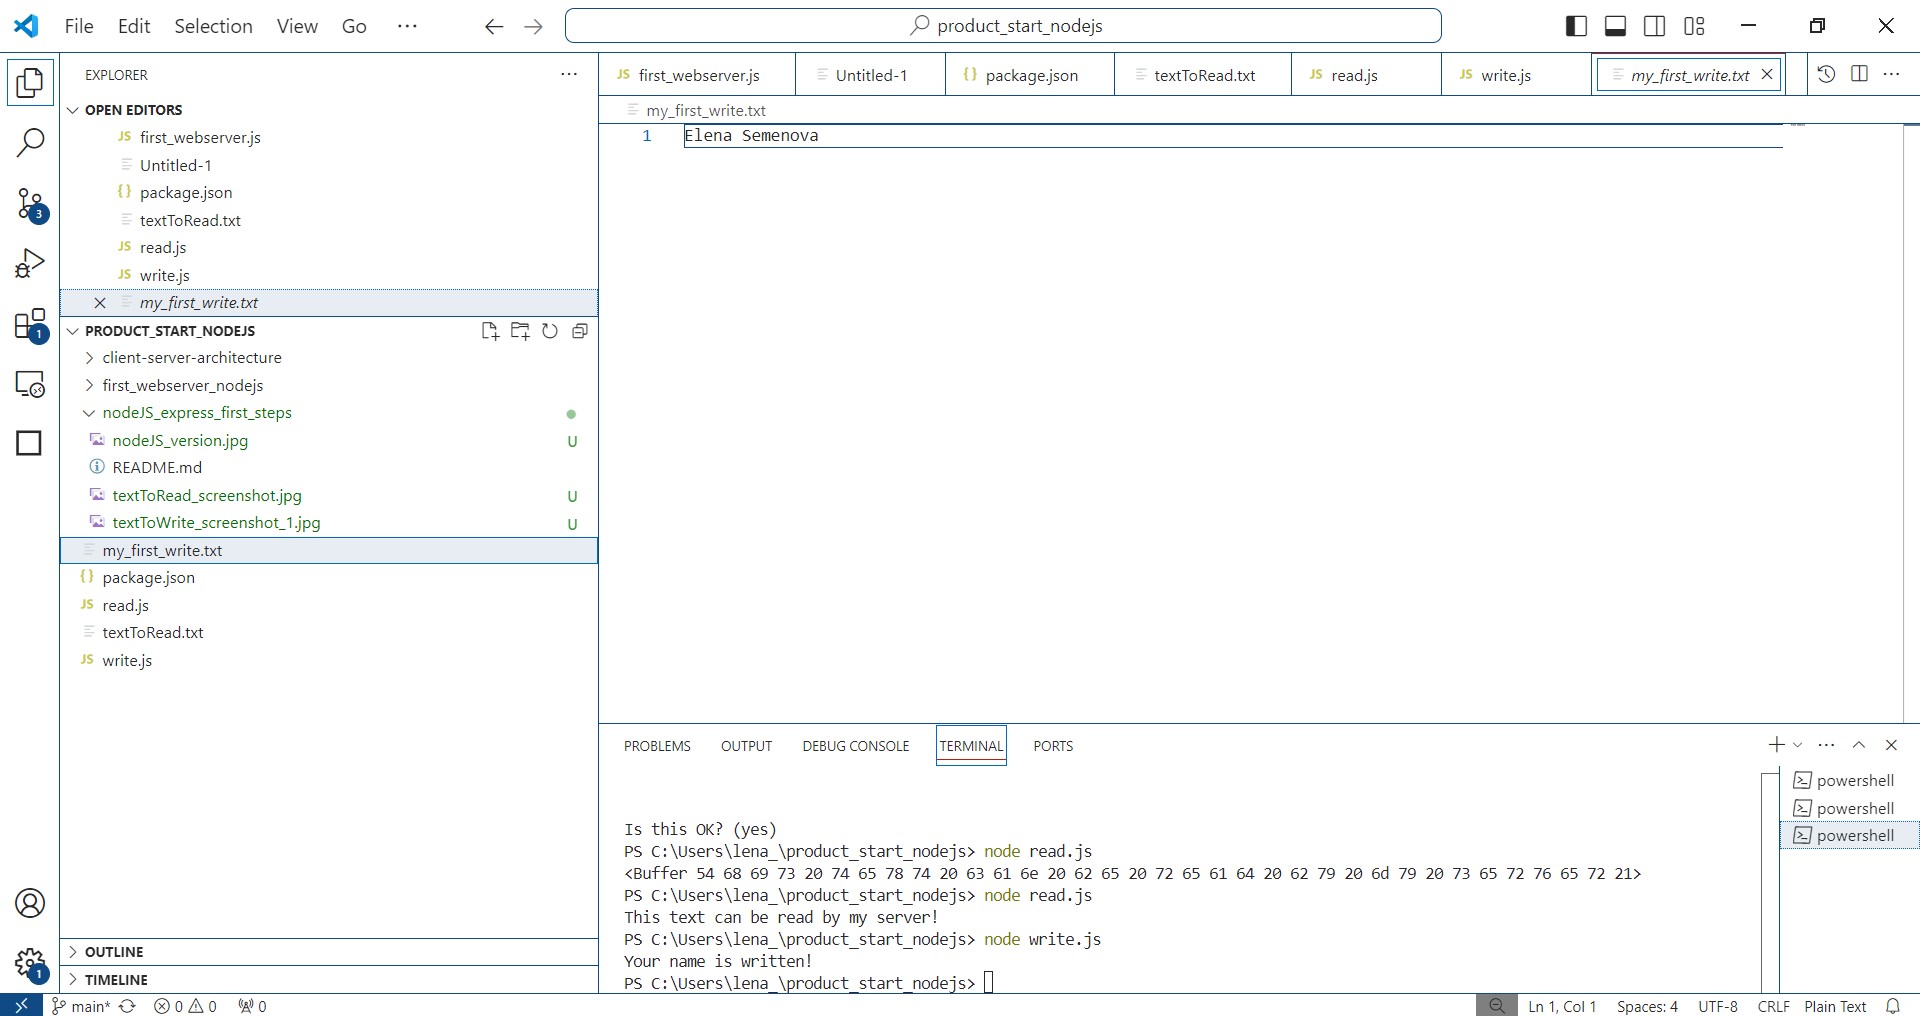 File Edit Selection View Go ··· product_start_nodejs
EXPLORER ···
OPEN EDITORS
JS first_webserver.js
Untitled-1
{} package.json
textToRead.txt
JS read.js
JS write.js
my_first_write.txt
PRODUCT_START_NODEJS
client-server-architecture
first_webserver_nodejs
nodeJS_express_first_steps
nodeJS_version.jpg U
README.md
textToRead_screenshot.jpg U
textToWrite_screenshot_1.jpg U
my_first_write.txt
{} package.json
JS read.js
textToRead.txt
JS write.js
OUTLINE
TIMELINE
3
1
1
JS first_webserver.js Untitled-1 {} package.json textToRead.txt JS read.js JS write.js my_first_write.txt ···
my_first_write.txt
1 Elena Semenova
PROBLEMS OUTPUT DEBUG CONSOLE TERMINAL PORTS ···
Is this OK? (yes)
PS C:\Users\lena_\product_start_nodejs> node read.js
<Buffer 54 68 69 73 20 74 65 78 74 20 63 61 6e 20 62 65 20 72 65 61 64 20 62 79 20 6d 79 20 73 65 72 76 65 72 21>
PS C:\Users\lena_\product_start_nodejs> node read.js
This text can be read by my server!
PS C:\Users\lena_\product_start_nodejs> node write.js
Your name is written!
PS C:\Users\lena_\product_start_nodejs>
powershell
powershell
powershell
main* 0 0 0 Ln 1, Col 1 Spaces: 4 UTF-8 CRLF Plain Text